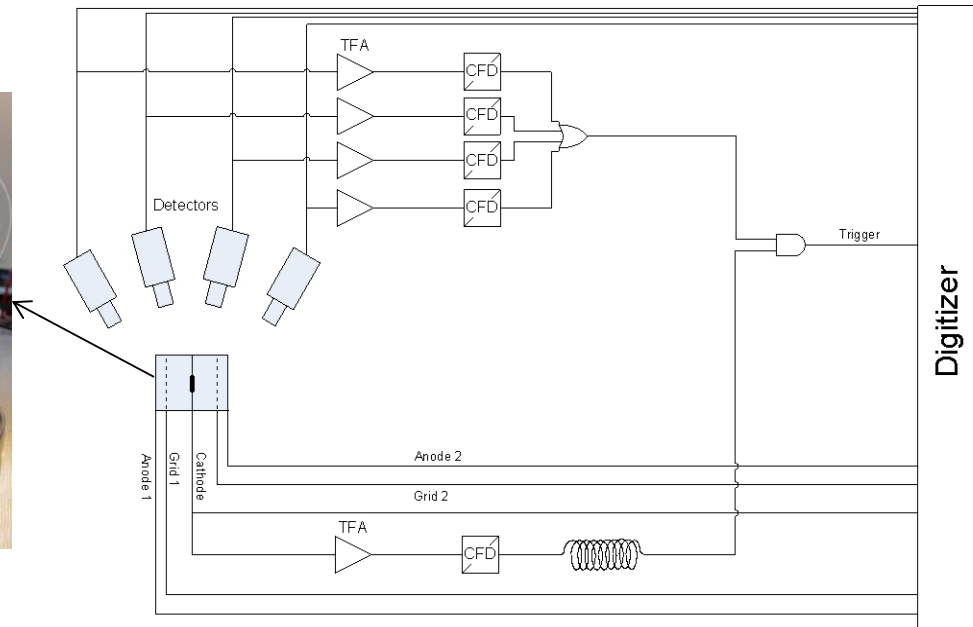 TFA
CFD
CFD
CFD
CFD
Detectors
Trigger
Digitizer
Anode 1
Grid 1
Cathode
Anode 2
Grid 2
TFA
CFD